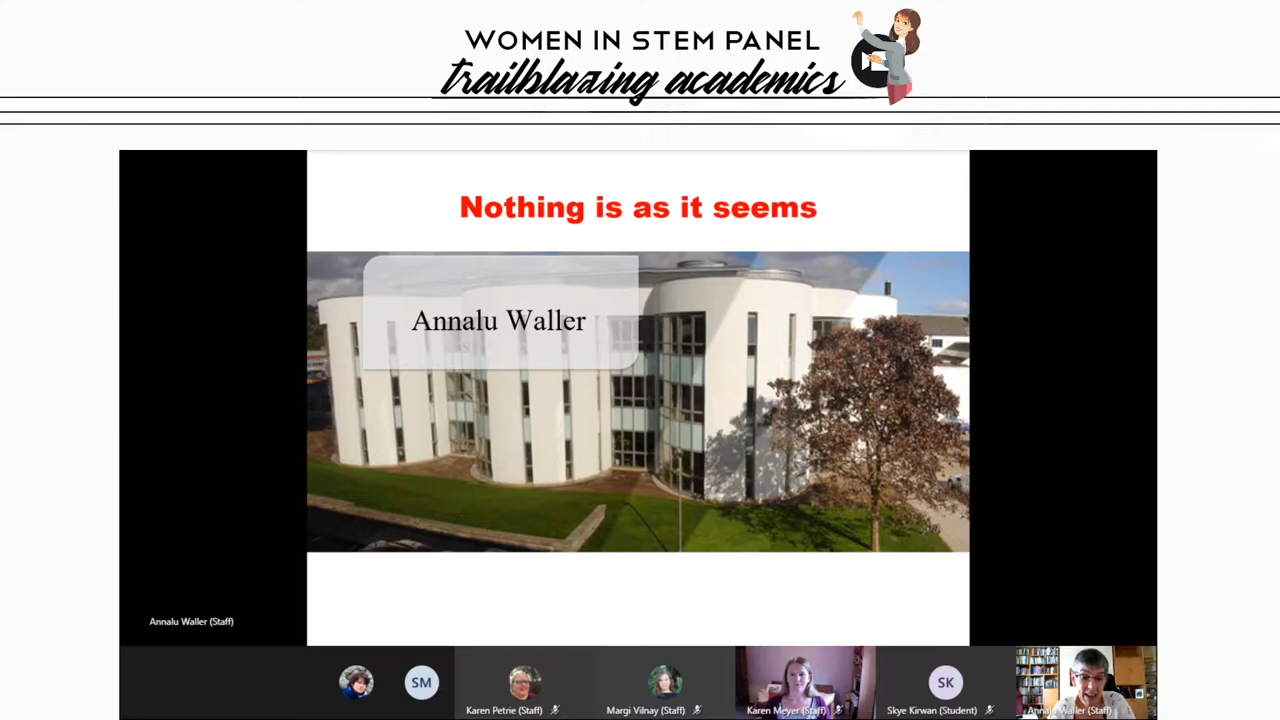 WOMEN IN STEM PANEL
trailblazing academics
Nothing is as it seems
Annalu Waller
Annalu Waller (Staff)
SM
Karen Petrie (Staff)
Margi Vilnay (Staff)
Karen Meyer (Staff)
SK
Skye Kirwan (Student)
Annalu Waller (Staff)